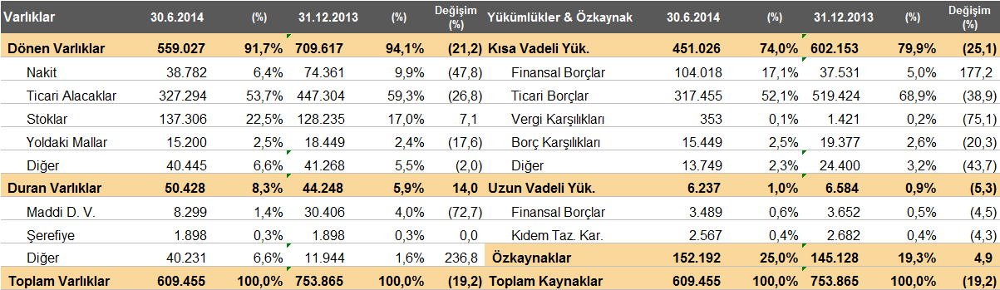 Varlıklar 30.6.2014 (%) 31.12.2013 (%) Değişim (%) Yükümlükler & Özkaynak 30.6.2014 (%) 31.12.2013 (%) Değişim (%)
Dönen Varlıklar 559.027 91,7% 709.617 94,1% (21,2) Kısa Vadeli Yük. 451.026 74,0% 602.153 79,9% (25,1)
Nakit 38.782 6,4% 74.361 9,9% (47,8) Finansal Borçlar 104.018 17,1% 37.531 5,0% 177,2
Ticari Alacaklar 327.294 53,7% 447.304 59,3% (26,8) Ticari Borçlar 317.455 52,1% 519.424 68,9% (38,9)
Stoklar 137.306 22,5% 128.235 17,0% 7,1 Vergi Karşılıkları 353 0,1% 1.421 0,2% (75,1)
Yoldaki Mallar 15.200 2,5% 18.449 2,4% (17,6) Borç Karşılıkları 15.449 2,5% 19.377 2,6% (20,3)
Diğer 40.445 6,6% 41.268 5,5% (2,0) Diğer 13.749 2,3% 24.400 3,2% (43,7)
Duran Varlıklar 50.428 8,3% 44.248 5,9% 14,0 Uzun Vadeli Yük. 6.237 1,0% 6.584 0,9% (5,3)
Maddi D. V. 8.299 1,4% 30.406 4,0% (72,7) Finansal Borçlar 3.489 0,6% 3.652 0,5% (4,5)
Şerefiye 1.898 0,3% 1.898 0,3% 0,0 Kıdem Taz. Kar. 2.567 0,4% 2.682 0,4% (4,3)
Diğer 40.231 6,6% 11.944 1,6% 236,8 Özkaynaklar 152.192 25,0% 145.128 19,3% 4,9
Toplam Varlıklar 609.455 100,0% 753.865 100,0% (19,2) Toplam Kaynaklar 609.455 100,0% 753.865 100,0% (19,2)